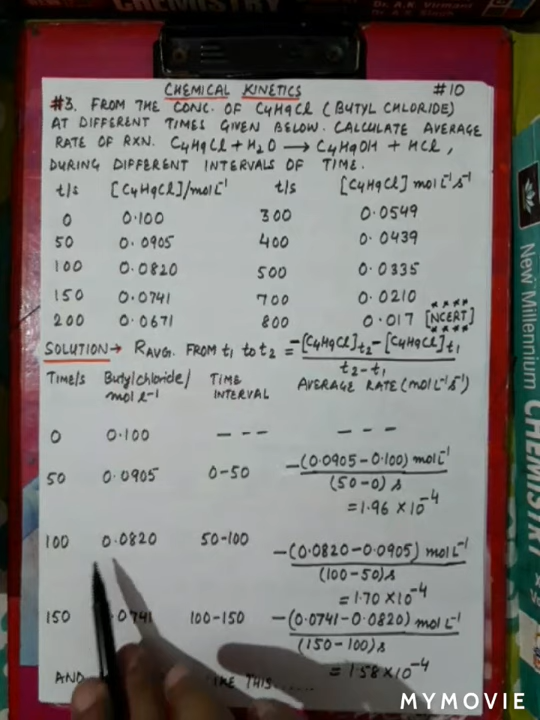 CHEMISTRY
Dr. A.K. Virmani
CHEMICAL KINETICS #10
#3. FROM THE CONC. OF C4H9Cl (BUTYL CHLORIDE)
AT DIFFERENT TIMES GIVEN BELOW. CALCULATE AVERAGE
RATE OF RXN. C4H9Cl + H2O → C4H9OH + HCl,
DURING DIFFERENT INTERVALS OF TIME.
t/s [C4H9Cl]/mol L⁻¹ t/s [C4H9Cl] mol L⁻¹ s⁻¹
0 0.100 300 0.0549
50 0.0905 400 0.0439
100 0.0820 500 0.0335
150 0.0741 700 0.0210
200 0.0671 800 0.017 [NCERT]
SOLUTION → RAVG. FROM t1 to t2 = -[C4H9Cl]t2 - [C4H9Cl]t1
t2 - t1
TIME/s Butylchloride/ TIME AVERAGE RATE (mol L⁻¹ s⁻¹)
mol l⁻¹ INTERVAL
0 0.100 - - - - - -
50 0.0905 0-50 -(0.0905-0.100) mol L⁻¹
(50-0) s
= 1.96 × 10⁻⁴
100 0.0820 50-100 -(0.0820-0.0905) mol L⁻¹
(100-50) s
= 1.70 × 10⁻⁴
150 .0741 100-150 -(0.0741-0.0820) mol L⁻¹
(150-100) s
= 1.58 × 10⁻⁴
AND THIS......
New Millennium
MYMOVIE